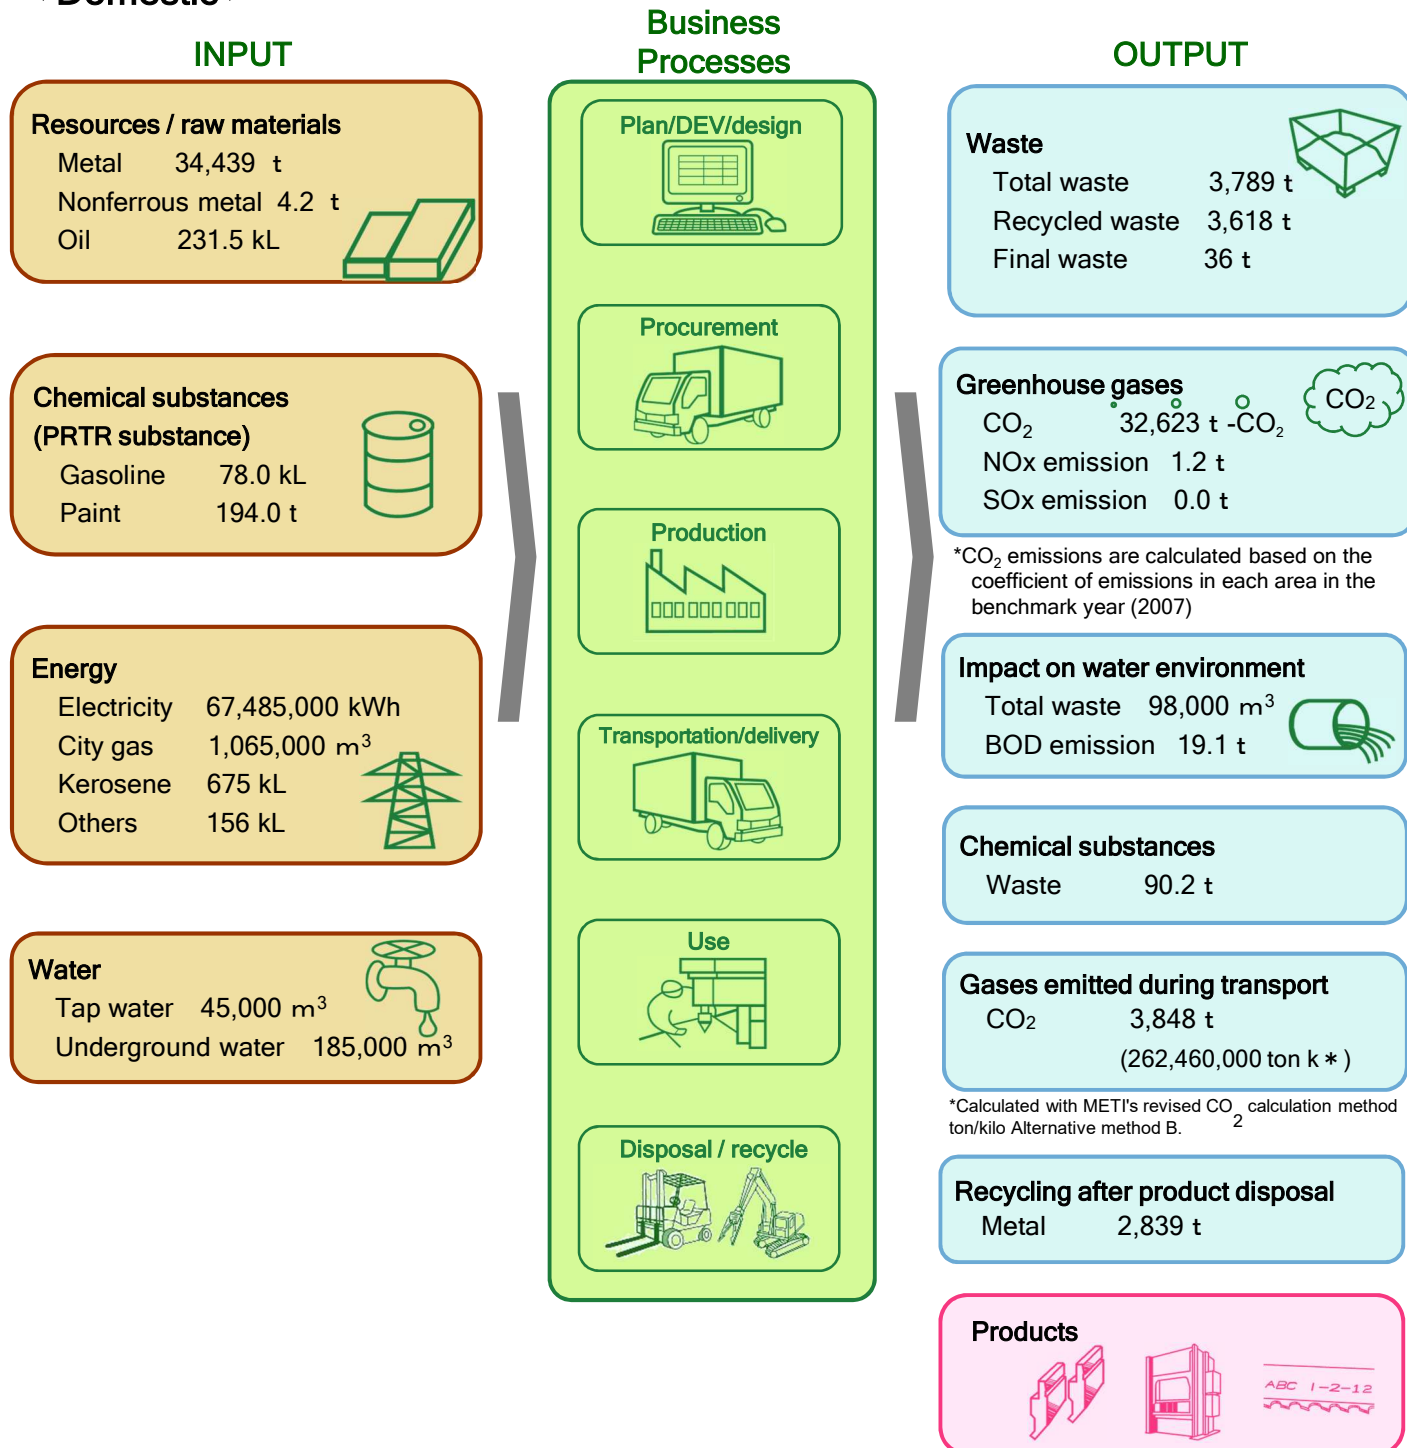 Domestic
INPUT
Resources / raw materials
Metal 34,439 t
Nonferrous metal 4.2 t
Oil 231.5 kL
Chemical substances
(PRTR substance)
Gasoline 78.0 kL
Paint 194.0 t
Energy
Electricity 67,485,000 kWh
City gas 1,065,000 m³
Kerosene 675 kL
Others 156 kL
Water
Tap water 45,000 m³
Underground water 185,000 m³
Business
Processes
Plan/DEV/design
Procurement
Production
Transportation/delivery
Use
Disposal / recycle
OUTPUT
Waste
Total waste 3,789 t
Recycled waste 3,618 t
Final waste 36 t
Greenhouse gases
CO₂
CO₂ 32,623 t -CO₂
NOx emission 1.2 t
SOx emission 0.0 t
*CO₂ emissions are calculated based on the
coefficient of emissions in each area in the
benchmark year (2007)
Impact on water environment
Total waste 98,000 m³
BOD emission 19.1 t
Chemical substances
Waste 90.2 t
Gases emitted during transport
CO₂ 3,848 t
(262,460,000 ton k＊)
*Calculated with METI's revised CO₂ calculation method
ton/kilo Alternative method B.
Recycling after product disposal
Metal 2,839 t
Products
ABC 1-2-12